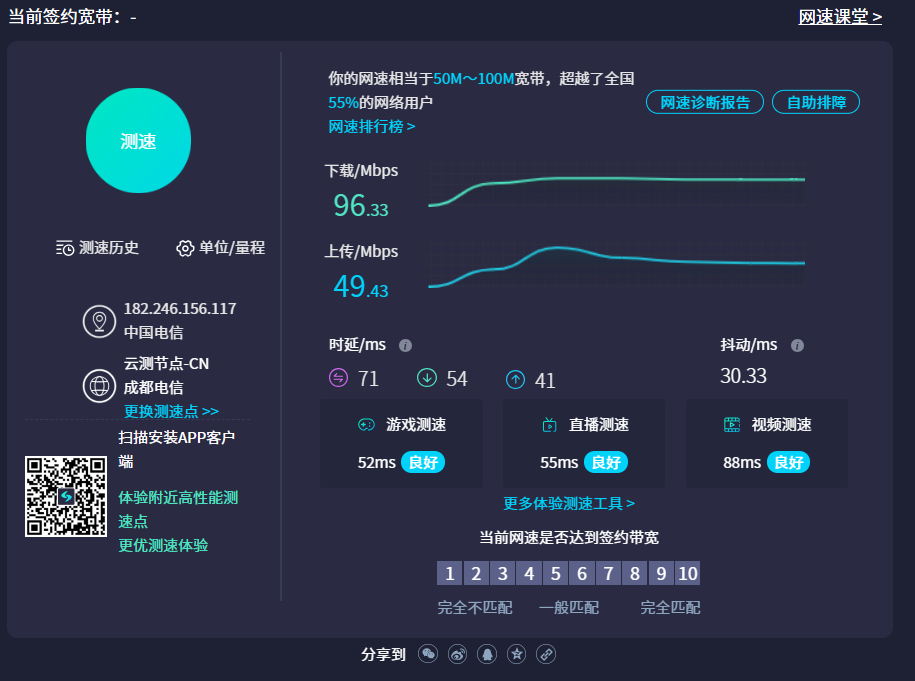 当前签约宽带：-
网速课堂 >
测速
测速历史
单位/量程
182.246.156.117
中国电信
云测节点-CN
成都电信
更换测速点 >>
扫描安装APP客户
端
体验附近高性能测
速点
更优测速体验
你的网速相当于50M～100M宽带，超越了全国
55%的网络用户
网速排行榜 >
网速诊断报告
自助排障
下载/Mbps
96.33
上传/Mbps
49.43
时延/ms
71
54
41
抖动/ms
30.33
游戏测速
52ms 良好
直播测速
55ms 良好
视频测速
88ms 良好
更多体验测速工具 >
当前网速是否达到签约带宽
1 2 3 4 5 6 7 8 9 10
完全不匹配 一般匹配 完全匹配
分享到